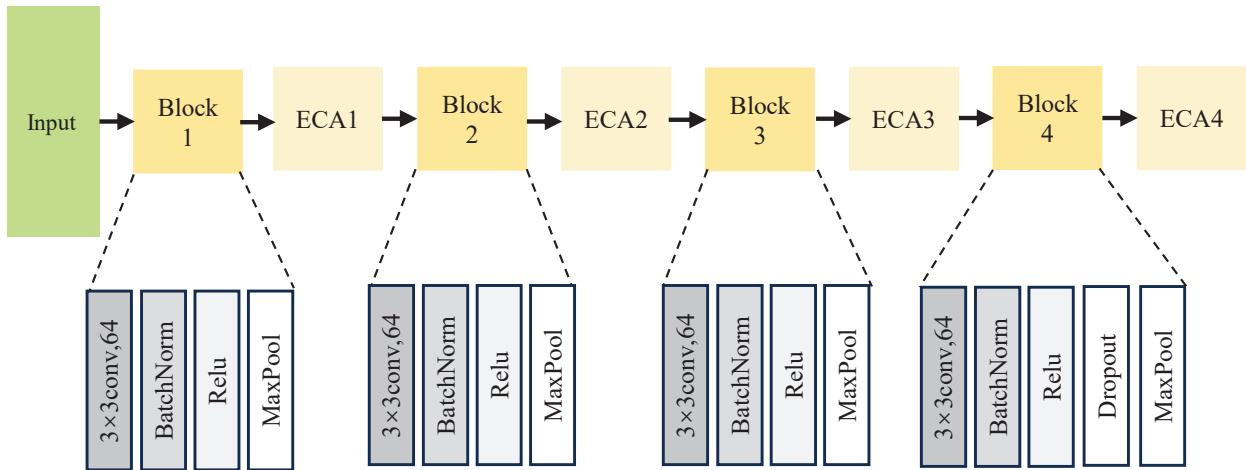 Input
Block
1
ECA1
Block
2
ECA2
Block
3
ECA3
Block
4
ECA4
3×3conv,64
BatchNorm
Relu
MaxPool
3×3conv,64
BatchNorm
Relu
MaxPool
3×3conv,64
BatchNorm
Relu
MaxPool
3×3conv,64
BatchNorm
Relu
Dropout
MaxPool